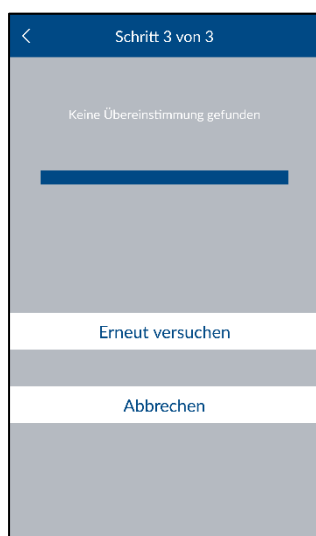 Schritt 3 von 3
Keine Übereinstimmung gefunden
Erneut versuchen
Abbrechen